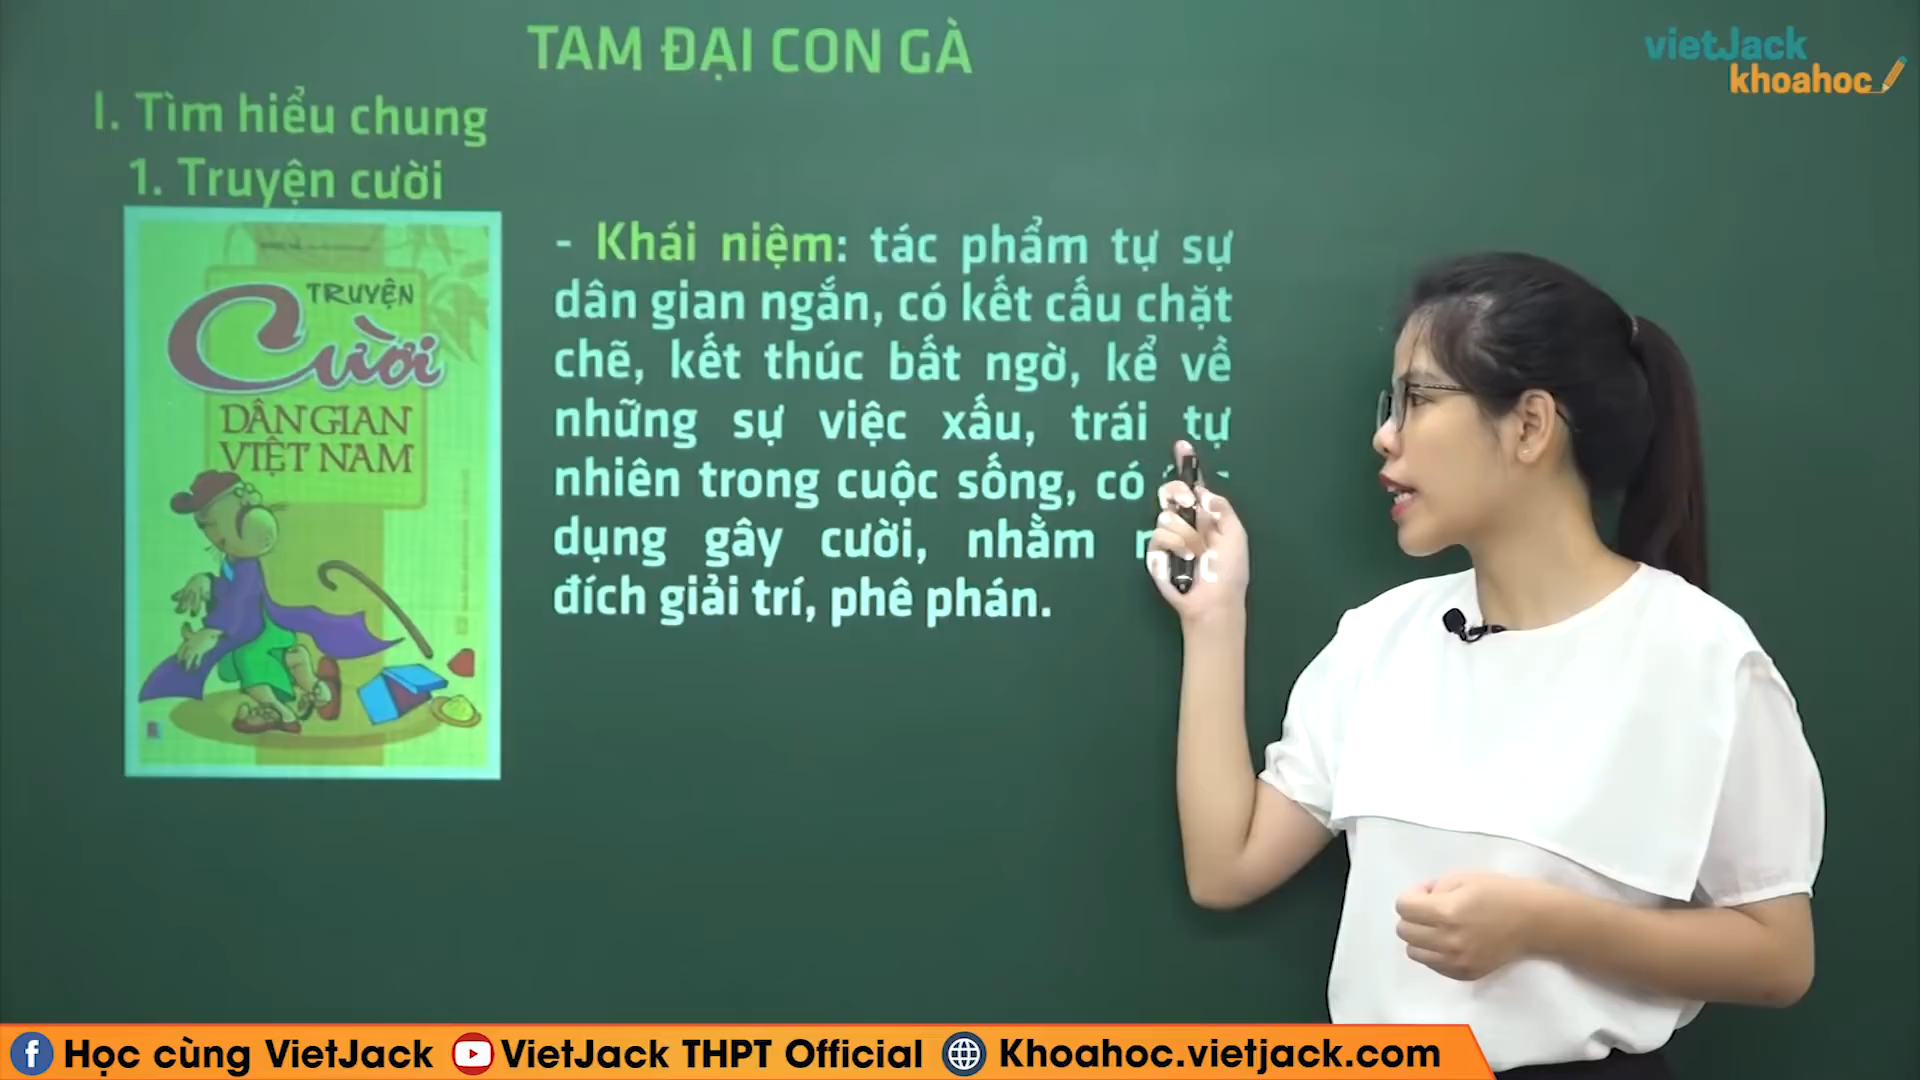 TAM ĐẠI CON GÀ
vietJack
khoahoc
I. Tìm hiểu chung
1. Truyện cười
TRUYỆN
Cười
DÂN GIAN
VIỆT NAM
- Khái niệm: tác phẩm tự sự
dân gian ngắn, có kết cấu chặt
chẽ, kết thúc bất ngờ, kể về
những sự việc xấu, trái tự
nhiên trong cuộc sống, có
dụng gây cười, nhằm
đích giải trí, phê phán.
Học cùng VietJack VietJack THPT Official Khoahoc.vietjack.com